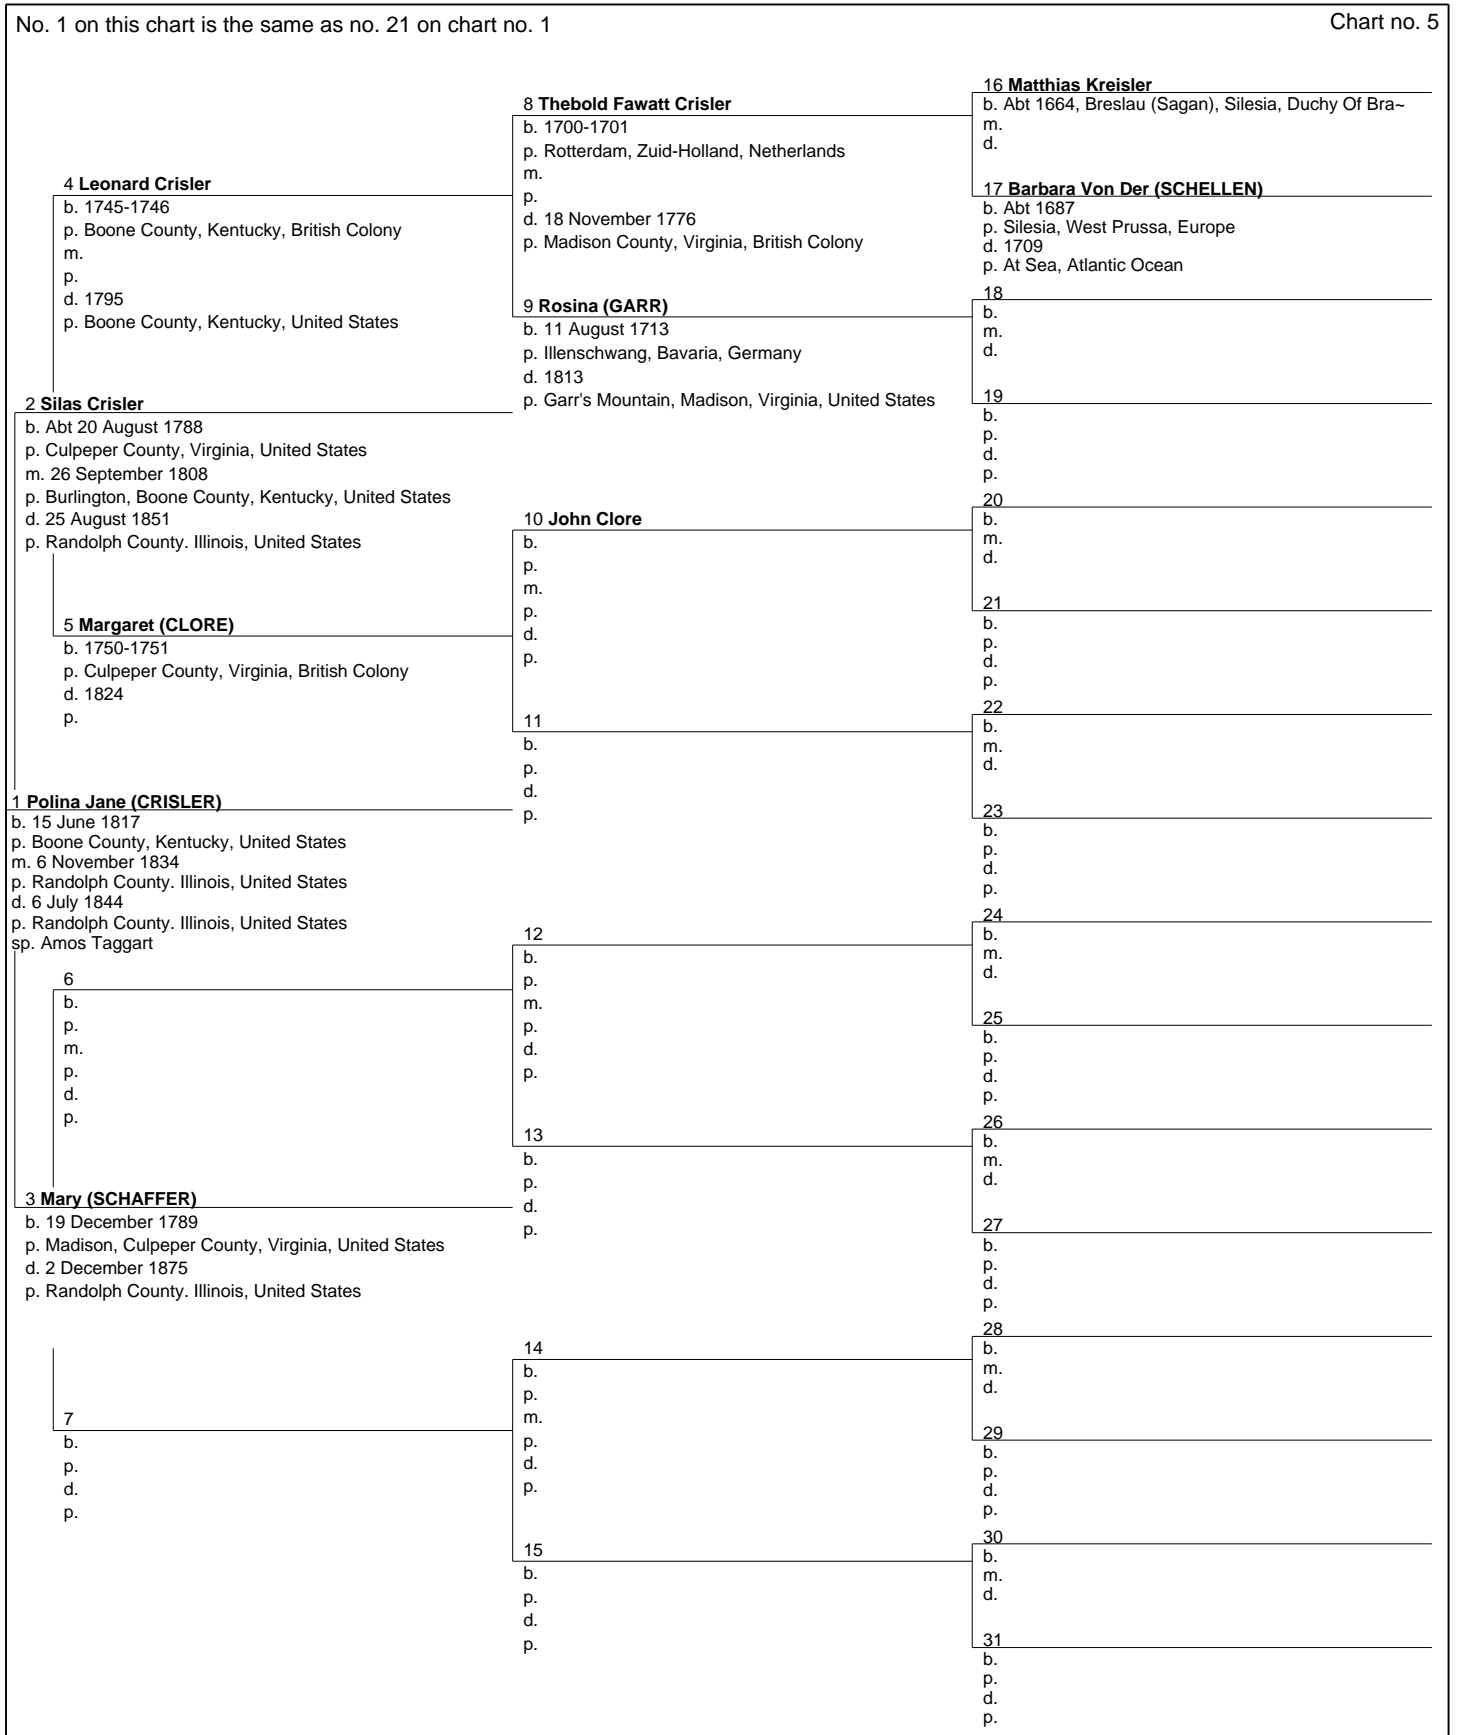 No. 1 on this chart is the same as no. 21 on chart no. 1
Chart no. 5
1 Polina Jane (CRISLER)
b. 15 June 1817
p. Boone County, Kentucky, United States
m. 6 November 1834
p. Randolph County. Illinois, United States
d. 6 July 1844
p. Randolph County. Illinois, United States
sp. Amos Taggart
2 Silas Crisler
b. Abt 20 August 1788
p. Culpeper County, Virginia, United States
m. 26 September 1808
p. Burlington, Boone County, Kentucky, United States
d. 25 August 1851
p. Randolph County. Illinois, United States
3 Mary (SCHAFFER)
b. 19 December 1789
p. Madison, Culpeper County, Virginia, United States
d. 2 December 1875
p. Randolph County. Illinois, United States
4 Leonard Crisler
b. 1745-1746
p. Boone County, Kentucky, British Colony
m.
p.
d. 1795
p. Boone County, Kentucky, United States
5 Margaret (CLORE)
b. 1750-1751
p. Culpeper County, Virginia, British Colony
d. 1824
p.
6
b.
p.
m.
p.
d.
p.
7
b.
p.
d.
p.
8 Thebold Fawatt Crisler
b. 1700-1701
p. Rotterdam, Zuid-Holland, Netherlands
m.
p.
d. 18 November 1776
p. Madison County, Virginia, British Colony
9 Rosina (GARR)
b. 11 August 1713
p. Illenschwang, Bavaria, Germany
d. 1813
p. Garr's Mountain, Madison, Virginia, United States
10 John Clore
b.
p.
m.
p.
d.
p.
11
b.
p.
d.
p.
12
b.
p.
m.
p.
d.
p.
13
b.
p.
d.
p.
14
b.
p.
m.
p.
d.
p.
15
b.
p.
d.
p.
16 Matthias Kreisler
b. Abt 1664, Breslau (Sagan), Silesia, Duchy Of Bra~
m.
d.
17 Barbara Von Der (SCHELLEN)
b. Abt 1687
p. Silesia, West Prussa, Europe
d. 1709
p. At Sea, Atlantic Ocean
18
b.
m.
d.
19
b.
p.
d.
p.
20
b.
m.
d.
21
b.
p.
d.
p.
22
b.
m.
d.
23
b.
p.
d.
p.
24
b.
m.
d.
25
b.
p.
d.
p.
26
b.
m.
d.
27
b.
p.
d.
p.
28
b.
m.
d.
29
b.
p.
d.
p.
30
b.
m.
d.
31
b.
p.
d.
p.